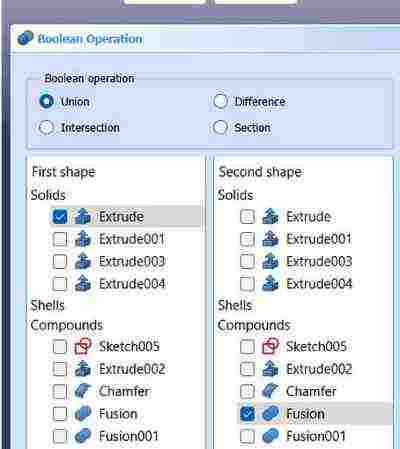 Boolean Operation
Boolean operation
Union
Difference
Intersection
Section
First shape
Solids
Extrude
Extrude001
Extrude003
Extrude004
Shells
Compounds
Sketch005
Extrude002
Chamfer
Fusion
Fusion001
Second shape
Solids
Extrude
Extrude001
Extrude003
Extrude004
Shells
Compounds
Sketch005
Extrude002
Chamfer
Fusion
Fusion001